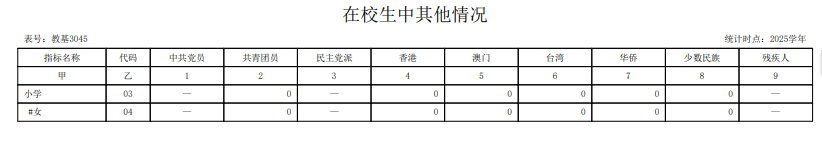 在校生中其他情况
表号：教基3045 统计时点：2025学年
指标名称 代码 中共党员 共青团员 民主党派 香港 澳门 台湾 华侨 少数民族 残疾人
甲 乙 1 2 3 4 5 6 7 8 9
小学 03 — 0 — 0 0 0 0 0 —
#女 04 — 0 — 0 0 0 0 0 —